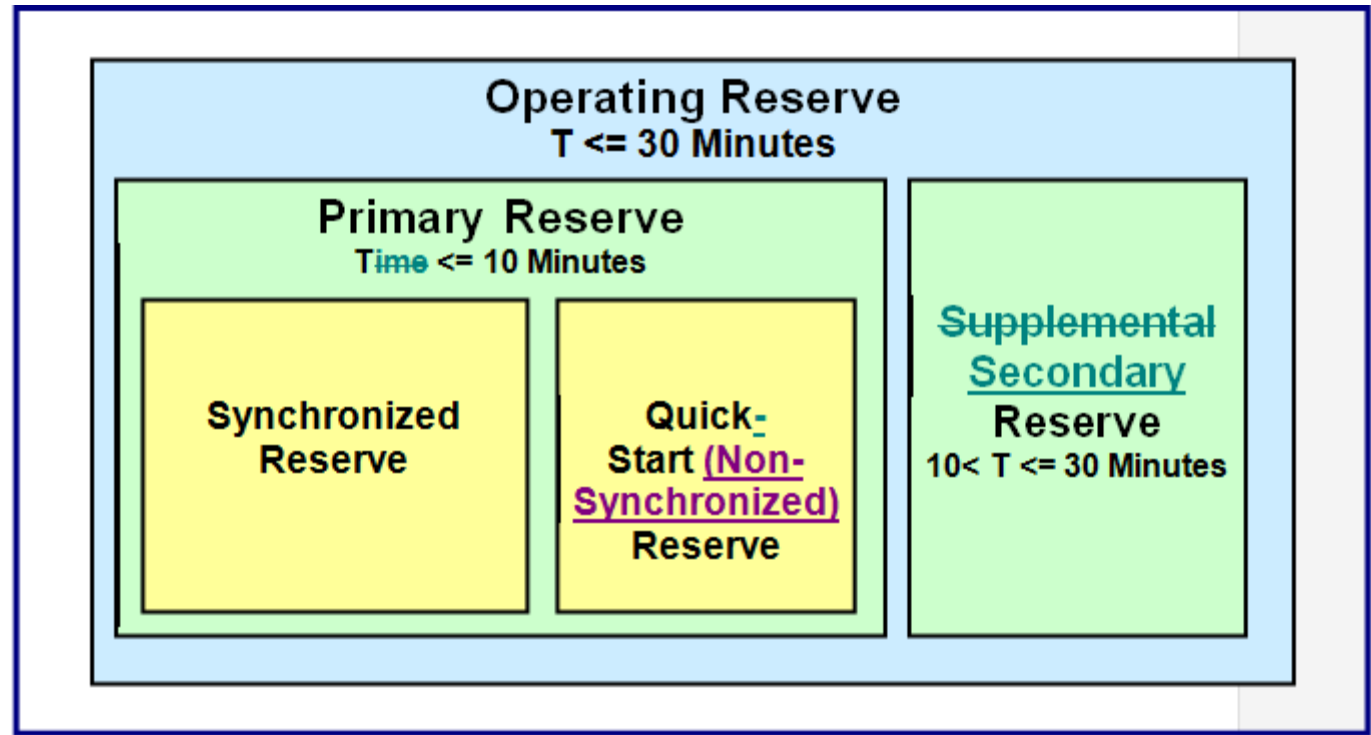 Operating Reserve
T <= 30 Minutes
Primary Reserve
Time <= 10 Minutes
Synchronized
Reserve
Quick-
Start (Non-
Synchronized)
Reserve
Supplemental
Secondary
Reserve
10< T <= 30 Minutes